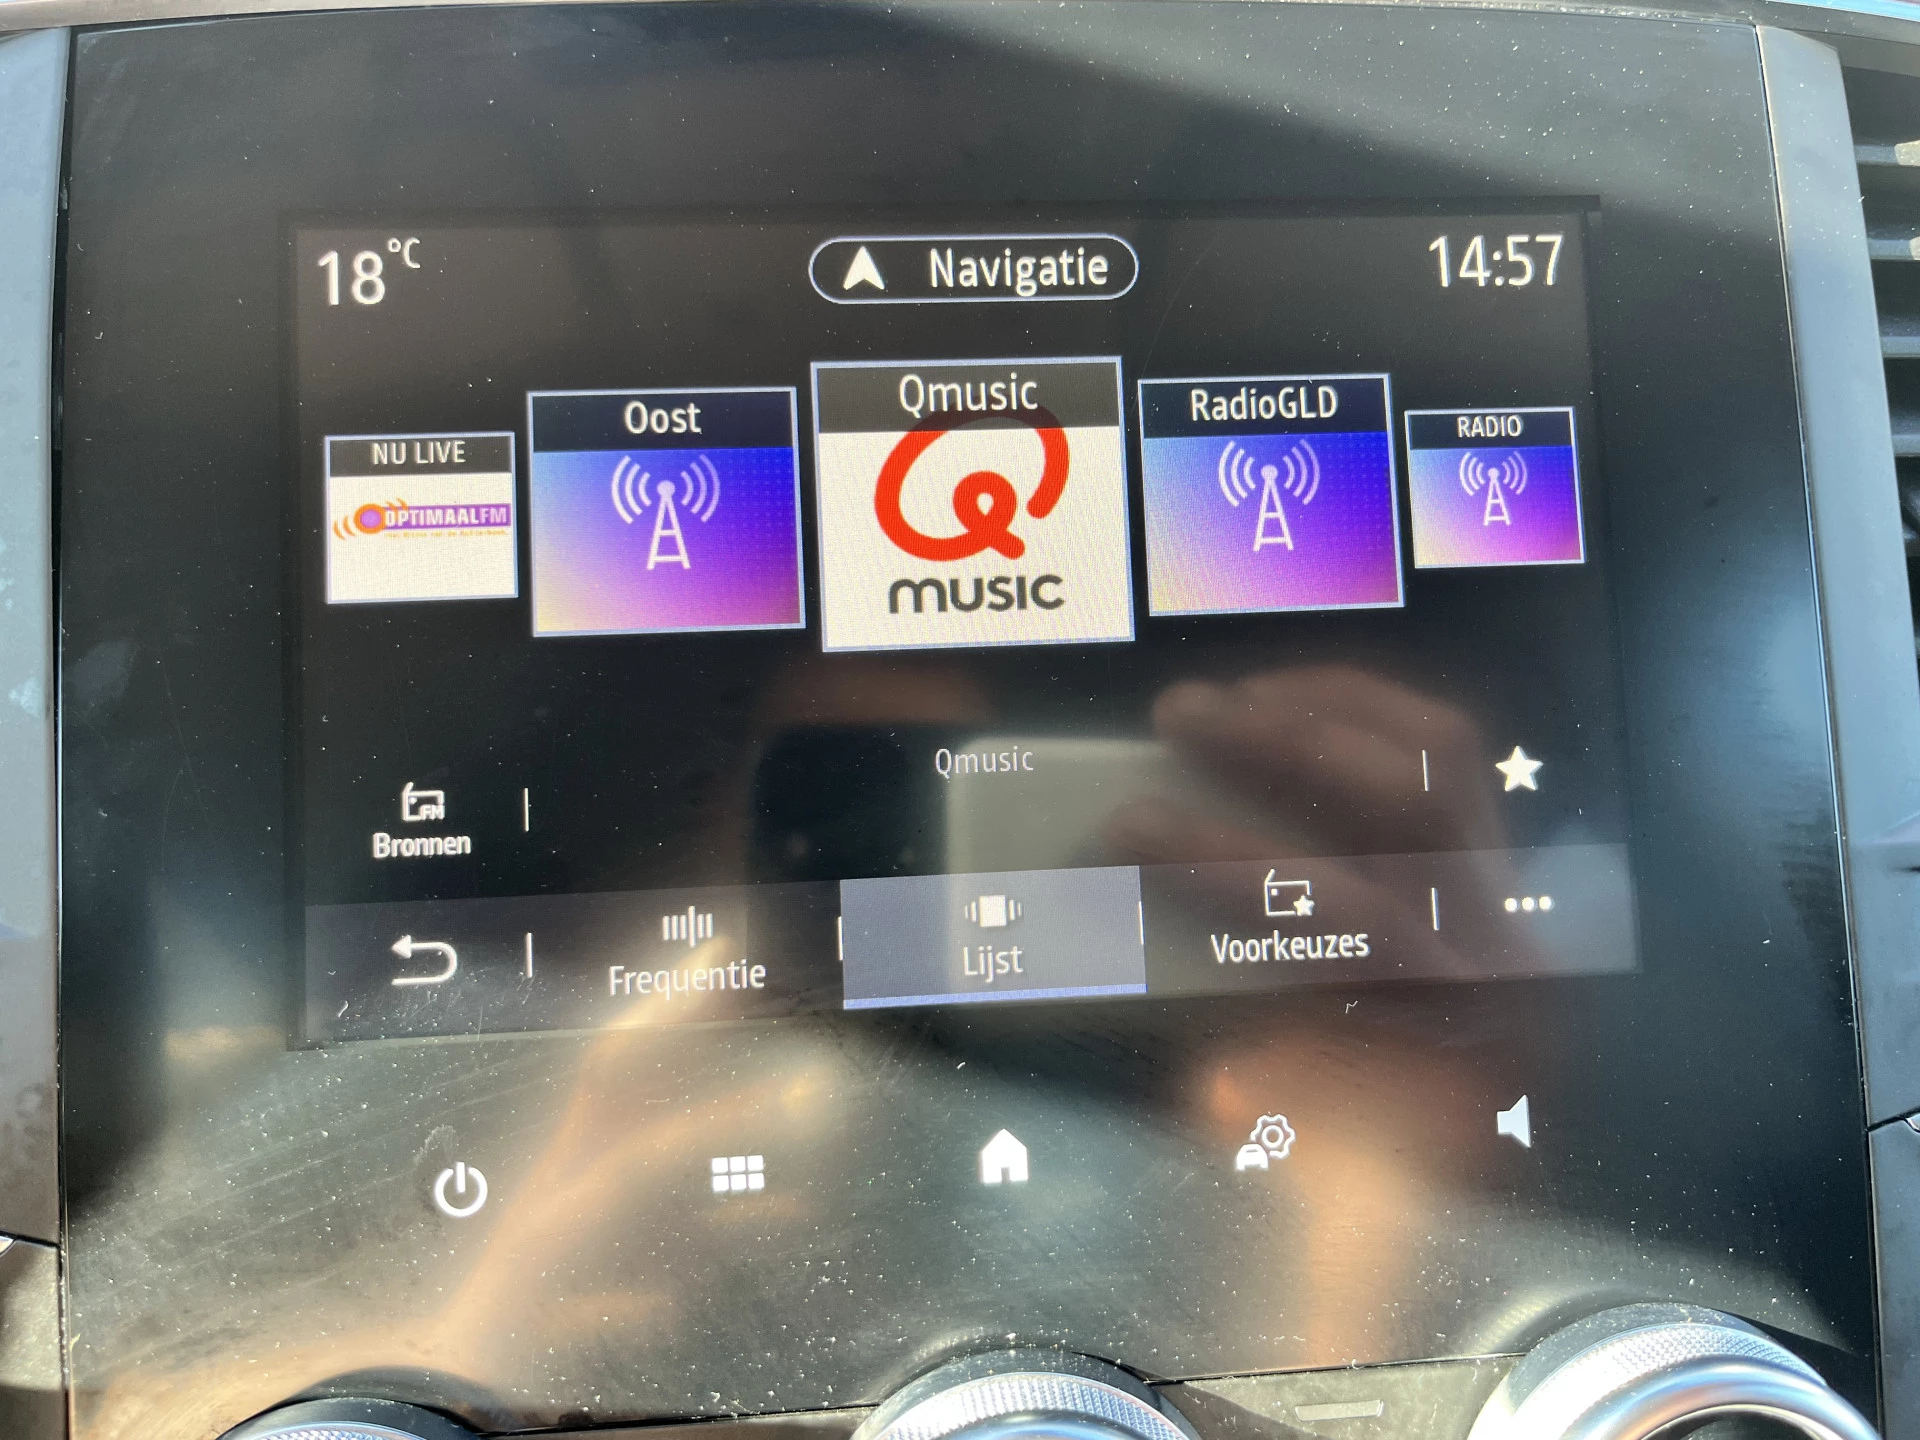 18 °C
Navigatie
14:57
NU LIVE
OPTIMAALFM
Oost
Qmusic
MUSIC
RadioGLD
RADIO
Qmusic
FM
Bronnen
Frequentie
Lijst
Voorkeuzes